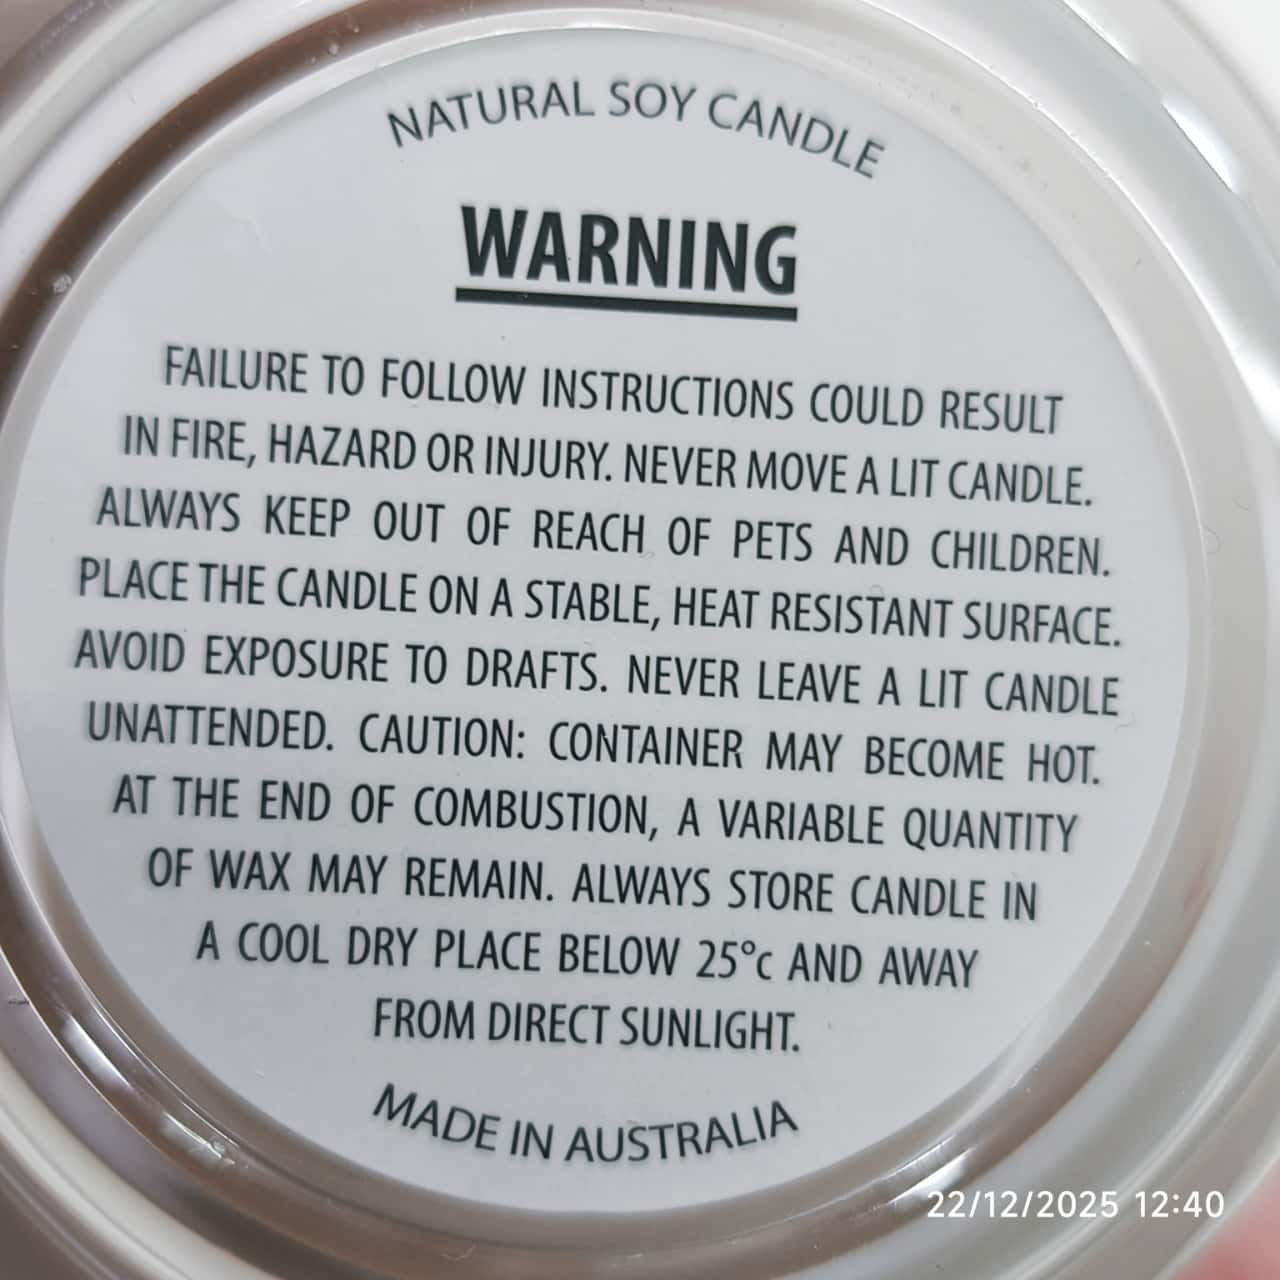 NATURAL SOY CANDLE
WARNING
FAILURE TO FOLLOW INSTRUCTIONS COULD RESULT
IN FIRE, HAZARD OR INJURY. NEVER MOVE A LIT CANDLE.
ALWAYS KEEP OUT OF REACH OF PETS AND CHILDREN.
PLACE THE CANDLE ON A STABLE, HEAT RESISTANT SURFACE.
AVOID EXPOSURE TO DRAFTS. NEVER LEAVE A LIT CANDLE
UNATTENDED. CAUTION: CONTAINER MAY BECOME HOT.
AT THE END OF COMBUSTION, A VARIABLE QUANTITY
OF WAX MAY REMAIN. ALWAYS STORE CANDLE IN
A COOL DRY PLACE BELOW 25°c AND AWAY
FROM DIRECT SUNLIGHT.
MADE IN AUSTRALIA
22/12/2025 12:40